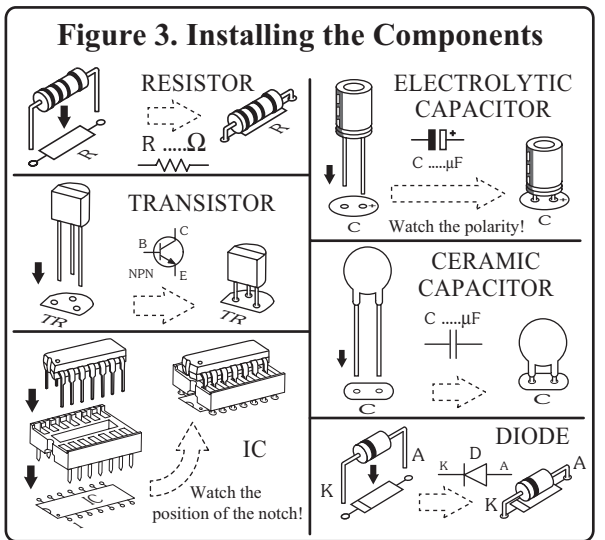 Figure 3. Installing the Components
RESISTOR
R
R .....Ω
R
TRANSISTOR
B
C
E
NPN
TR
TR
IC
IC
1
Watch the
position of the notch!
ELECTROLYTIC
CAPACITOR
+
C .....µF
+
C
+
C
Watch the polarity!
CERAMIC
CAPACITOR
C .....µF
C
C
DIODE
A
K
D
K
A
A
K